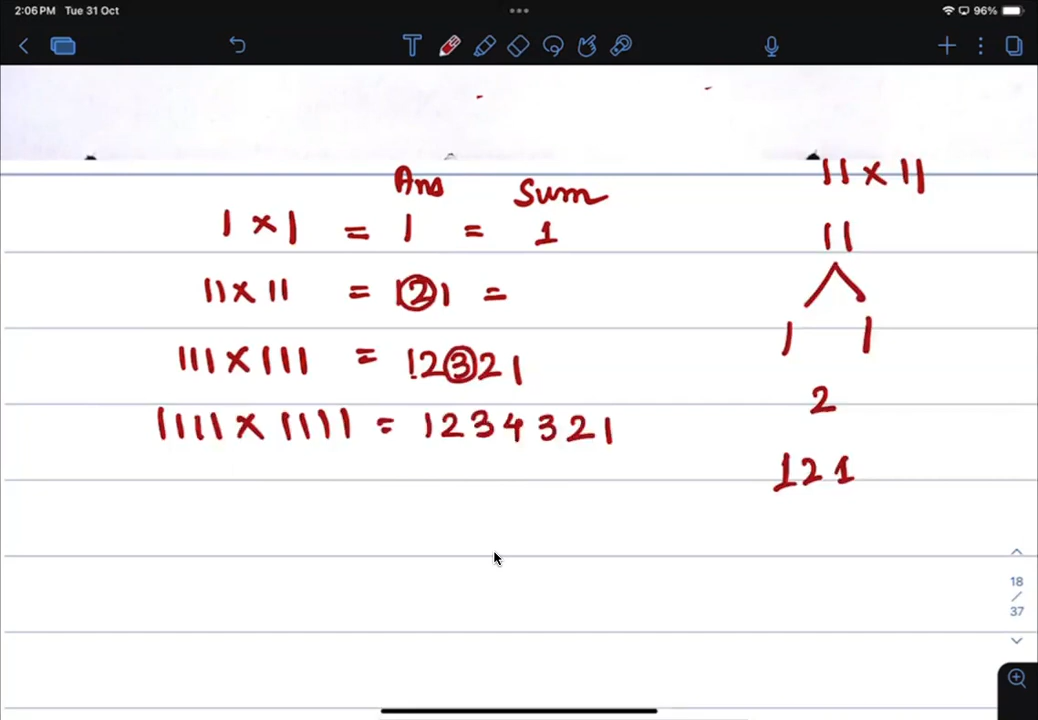 2:06 PM Tue 31 Oct
96%
T
Ans Sum
1 × 1 = 1 = 1
11 × 11 = 121 =
111 × 111 = 12321
1111 × 1111 = 1234321
11 × 11
11
1 1
2
121
18
/
37